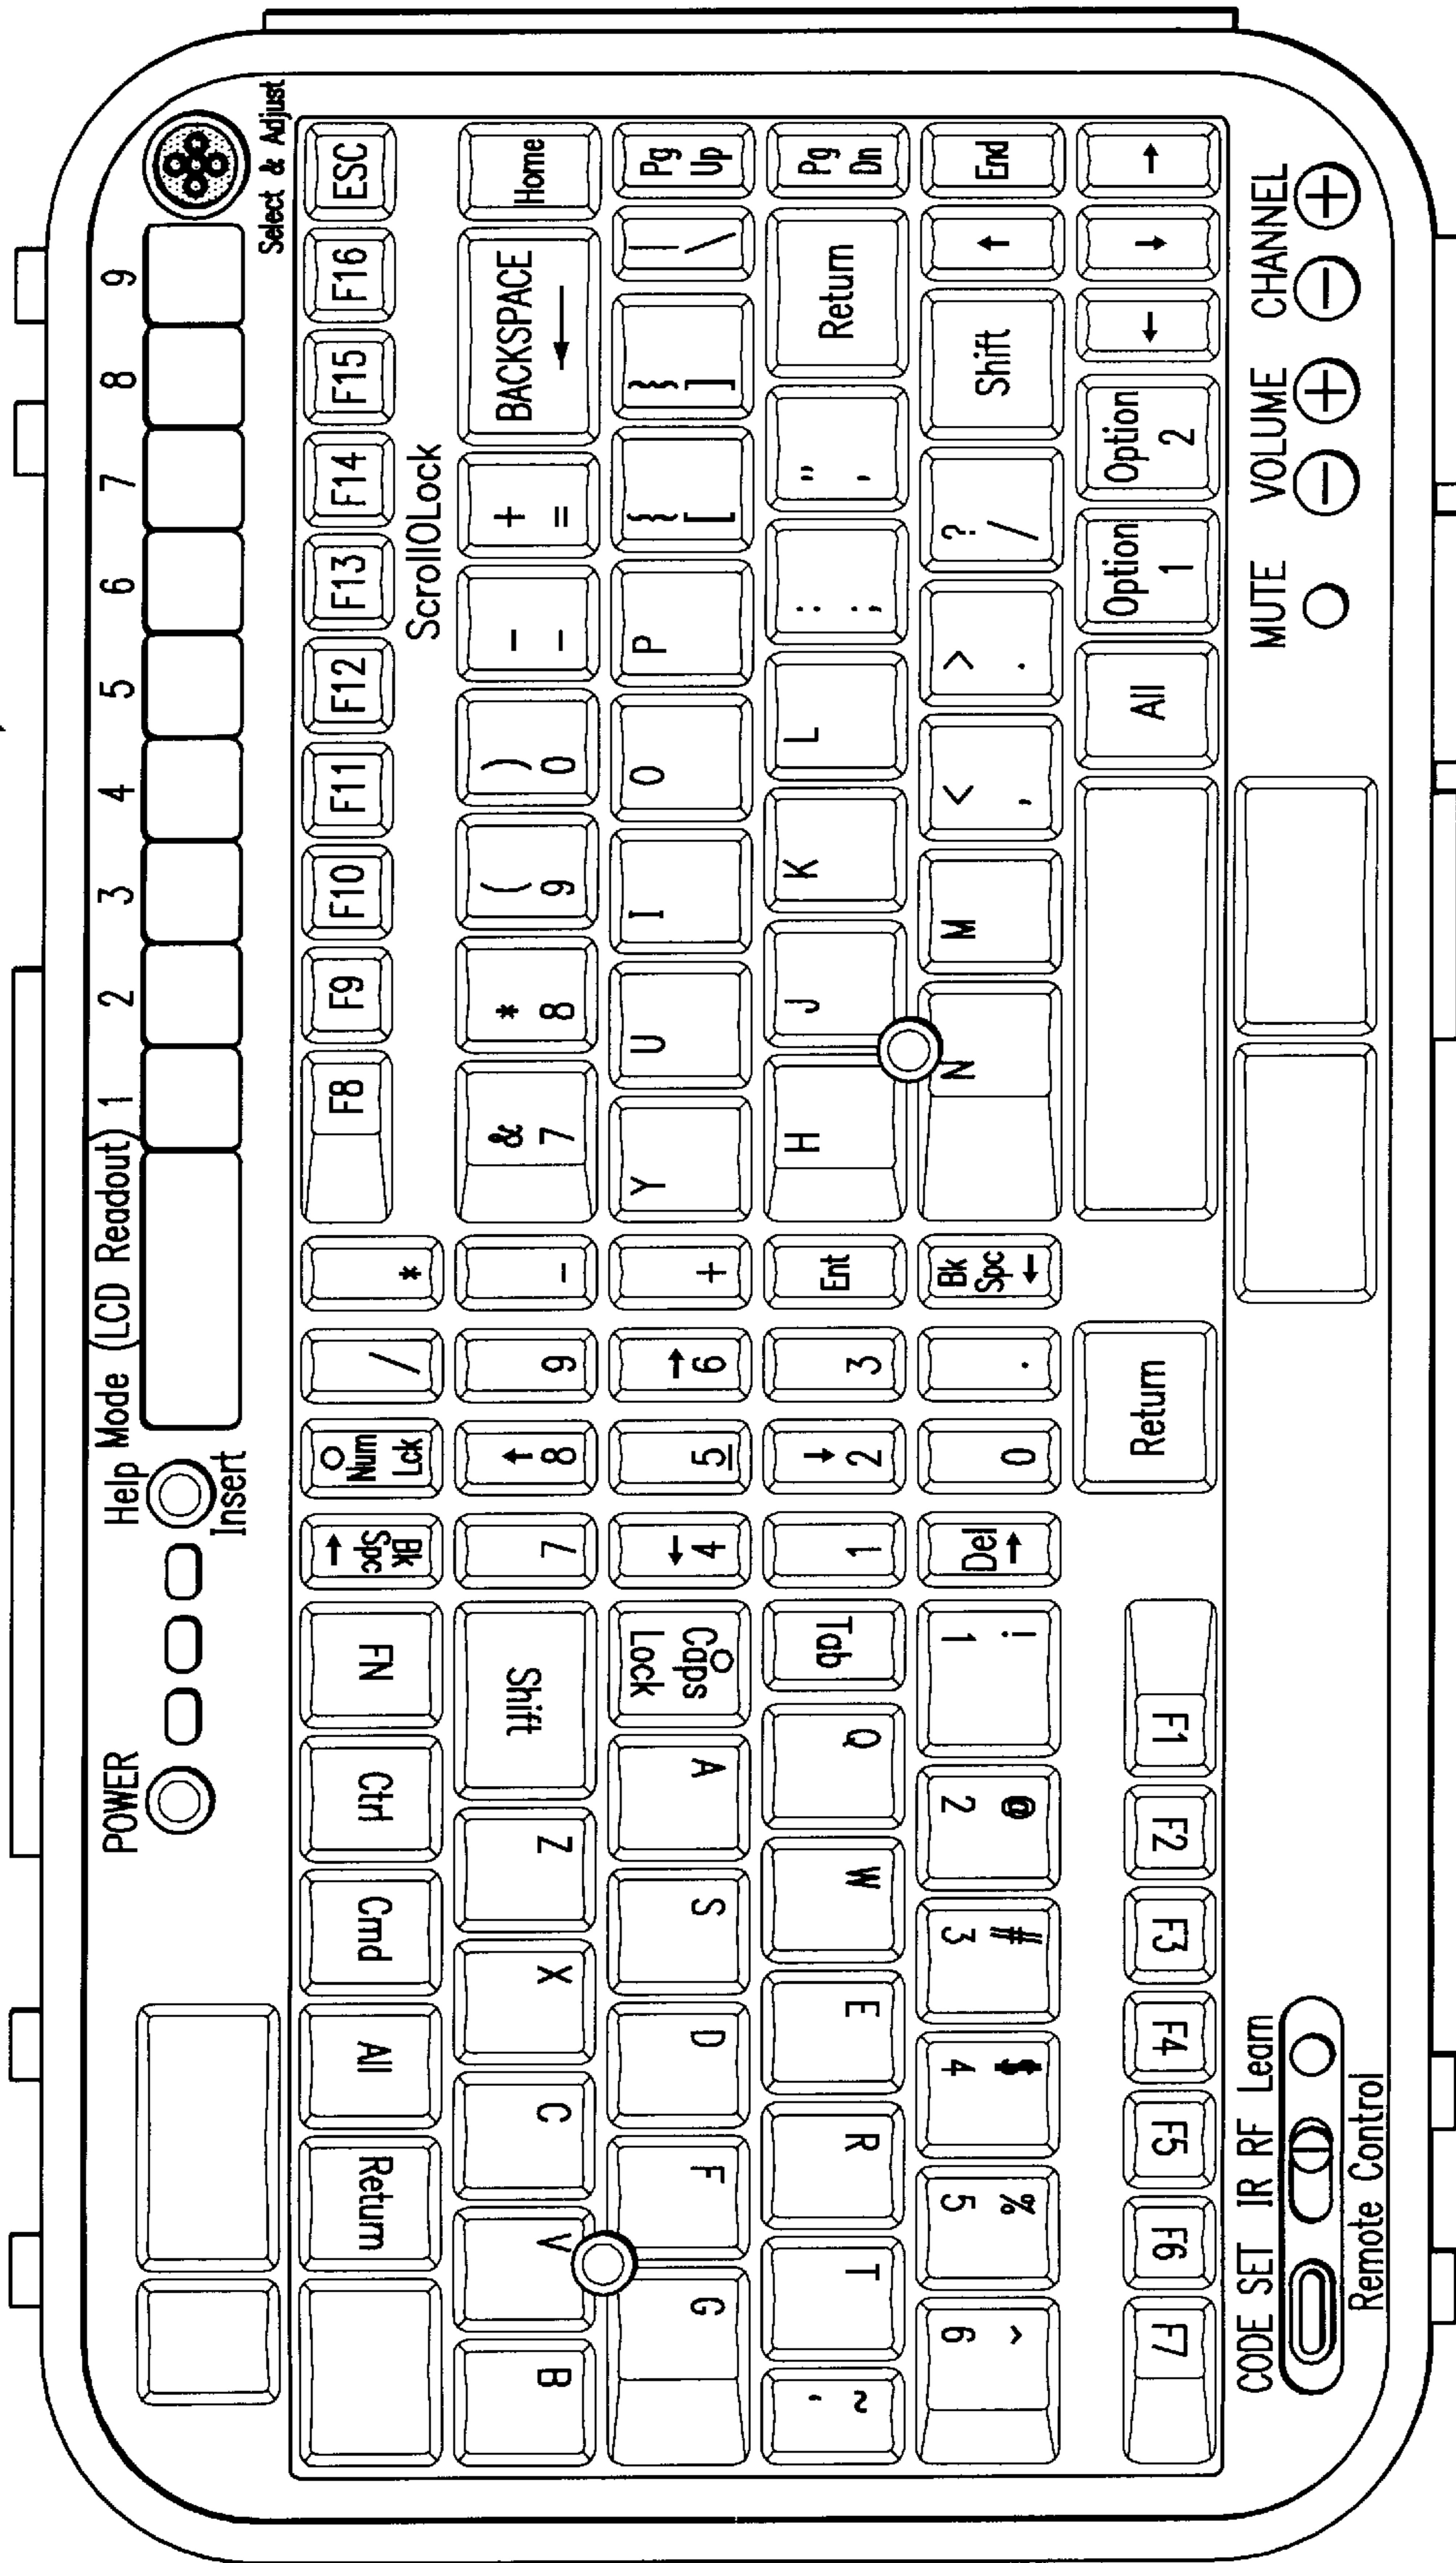 Select & Adjust
9
8
7
6
5
4
3
2
1
Mode (LCD Readout)
Help
Insert
POWER
ESC
F16
F15
F14
F13
F12
F11
F10
F9
F8
ScrollOLock
Home
BACKSPACE
←
+ =
– –
) 0
( 9
* 8
& 7
Pg Up
| \
} ]
} [
P
O
I
U
Y
Pg Dn
Return
" '
: ;
L
K
J
H
End
↑
Shift
? /
> .
< ,
M
N
→
↓
←
Option 2
Option 1
All
CHANNEL
+
–
VOLUME
+
–
MUTE
*
–
+
Ent
Bk Spc ←
/
9
6 →
3
.
Return
Num Lck
8 ↑
5
2 ↓
0
Bk Spc →
7
4 ←
1
Del →
FN
Ctrl
Cmd
All
Return
Shift
Z
X
C
V
B
Caps Lock
A
S
D
F
G
Tab
Q
W
E
R
T
~ `
! 1
@ 2
# 3
$ 4
% 5
^ 6
F1
F2
F3
F4
F5
F6
F7
CODE SET IR RF Learn
Remote Control